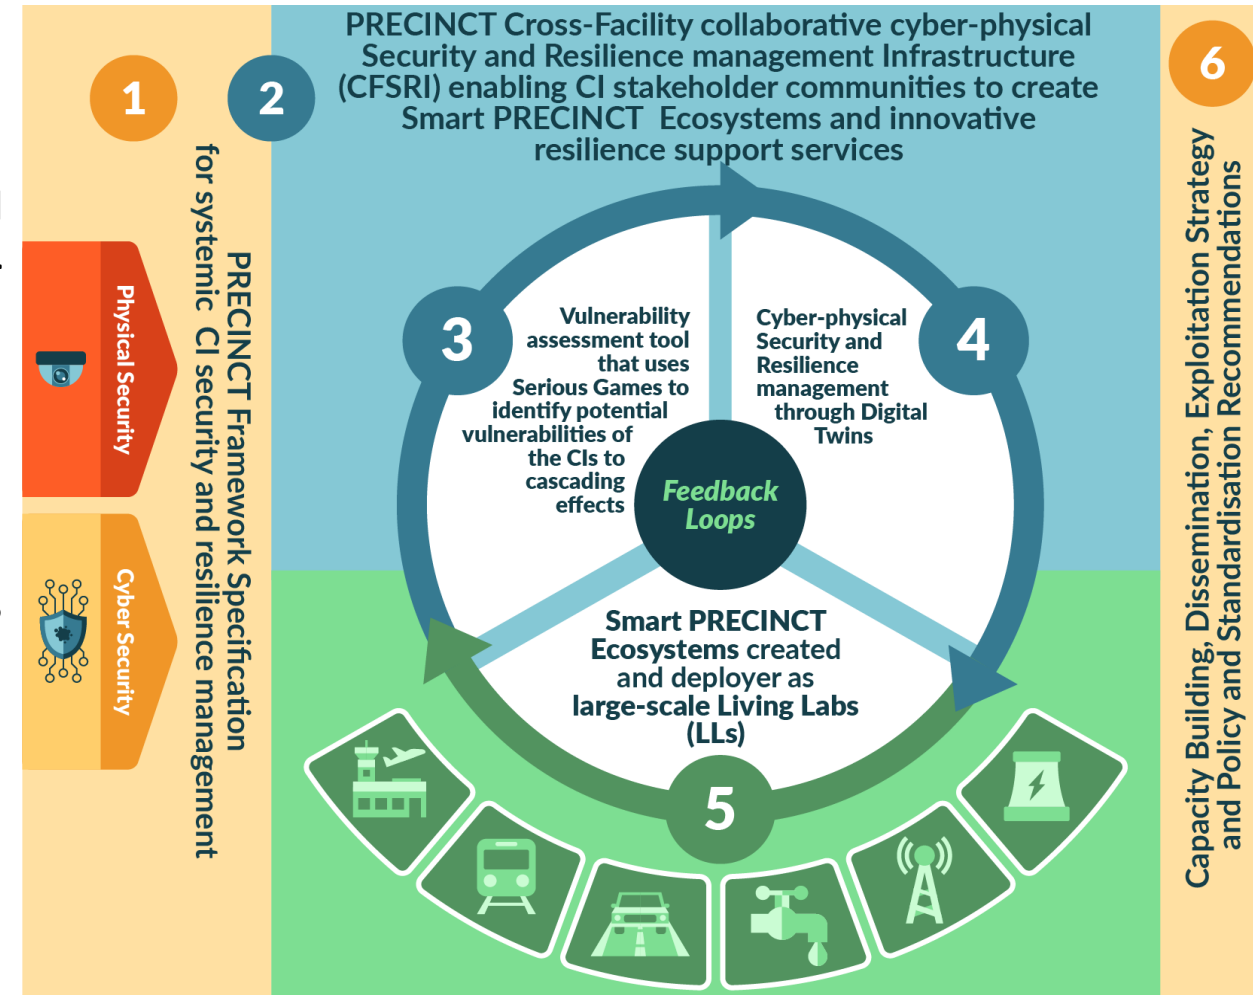 1
2
PRECINCT Cross-Facility collaborative cyber-physical
Security and Resilience management Infrastructure
(CFSRI) enabling CI stakeholder communities to create
Smart PRECINCT Ecosystems and innovative
resilience support services
6
PRECINCT Framework Specification
for systemic CI security and resilience management
Physical Security
Cyber Security
3
Vulnerability
assessment tool
that uses
Serious Games to
identify potential
vulnerabilities of
the CIs to
cascading
effects
4
Cyber-physical
Security and
Resilience
management
through Digital
Twins
Feedback
Loops
Smart PRECINCT
Ecosystems created
and deployer as
large-scale Living Labs
(LLs)
5
Capacity Building, Dissemination, Exploitation Strategy
and Policy and Standardisation Recommendations